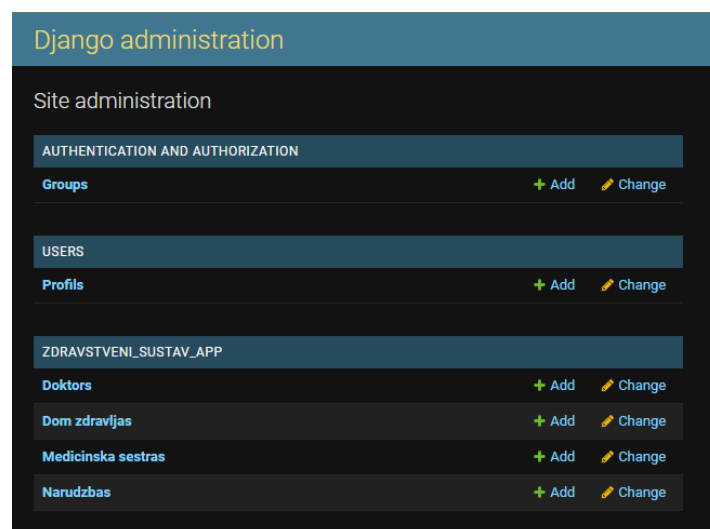 Django administration
Site administration
AUTHENTICATION AND AUTHORIZATION
Groups + Add Change
USERS
Profils + Add Change
ZDRAVSTVENI_SUSTAV_APP
Doktors + Add Change
Dom zdravljas + Add Change
Medicinska sestras + Add Change
Narudzbas + Add Change